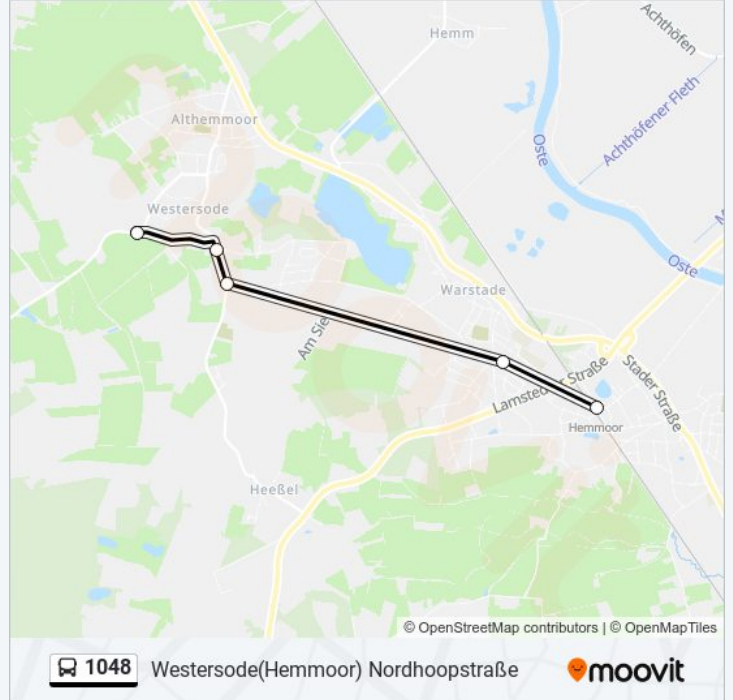 Hemm
Achthöfen
Althemmoor
Achthöfener Fleth
Oste
Westersode
Oste
Warstade
Am Sie
Lamstedter Straße
Stader Straße
Hemmoor
Heeßel
© OpenStreetMap contributors | © OpenMapTiles
1048 Westersode(Hemmoor) Nordhoopstraße moovit